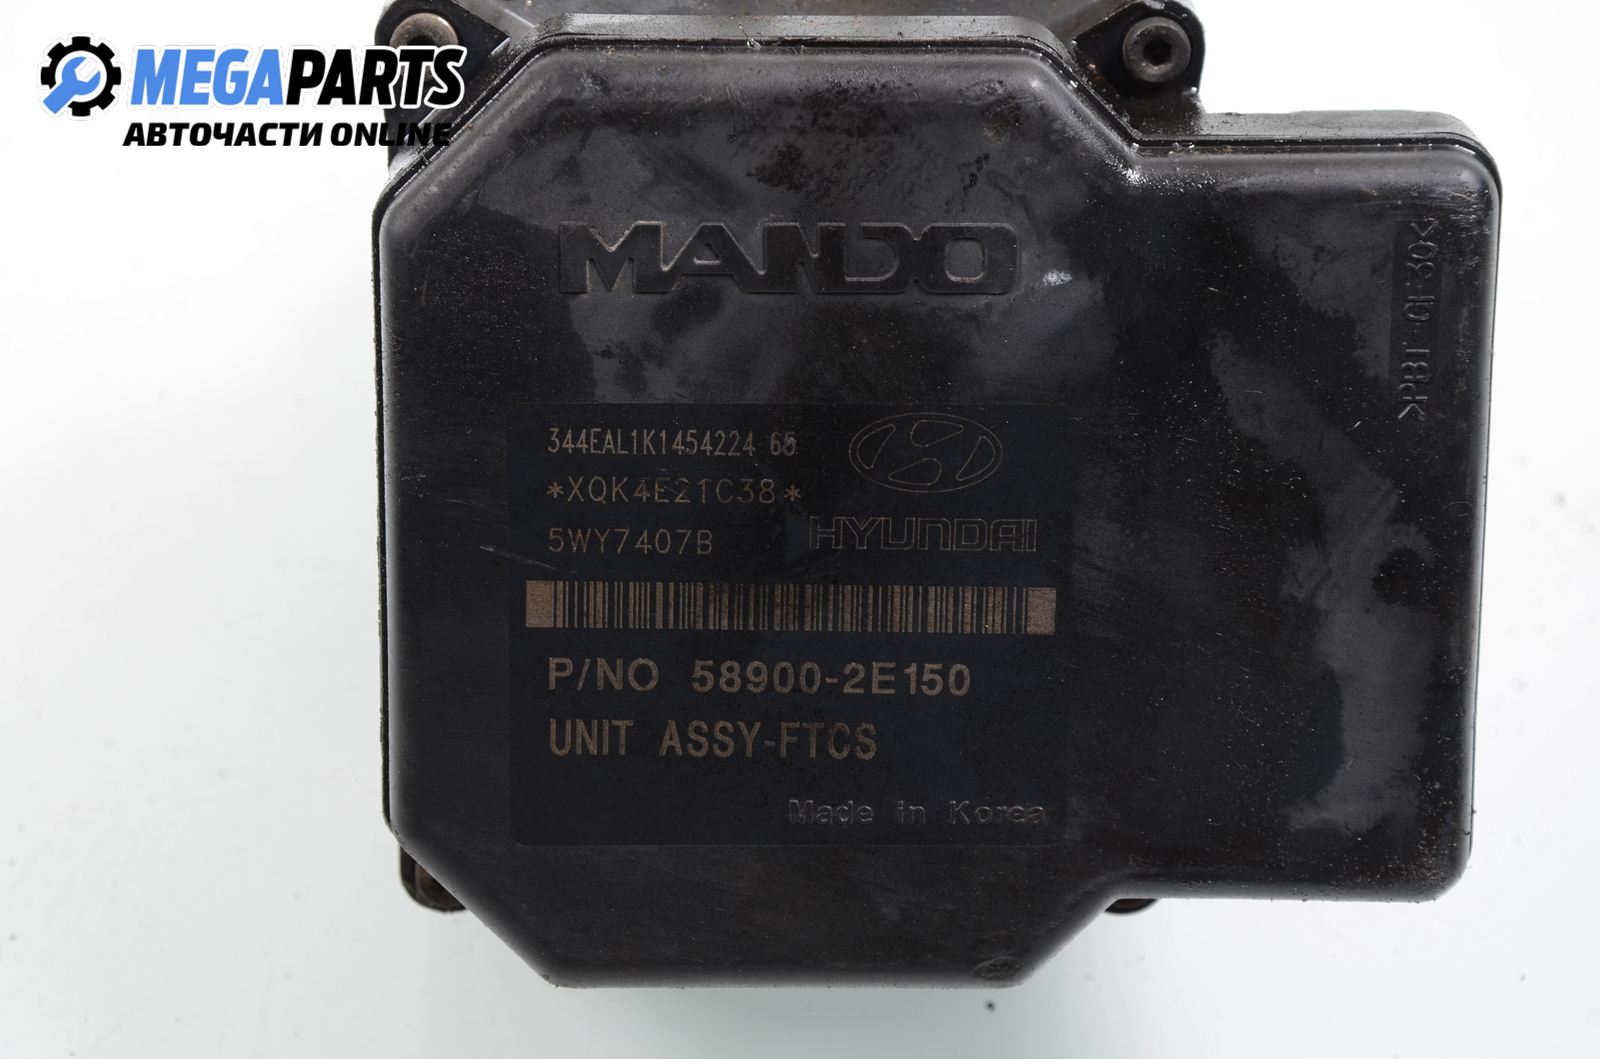 MEGAPARTS
АВТОЧАСТИ ONLINE
MANDO
>PBT GF30<
344EAL1K1454224 65
*XQK4E21C38*
5WY7407B
HYUNDAI
P/NO 58900-2E150
UNIT ASSY-FTCS
Made in Korea